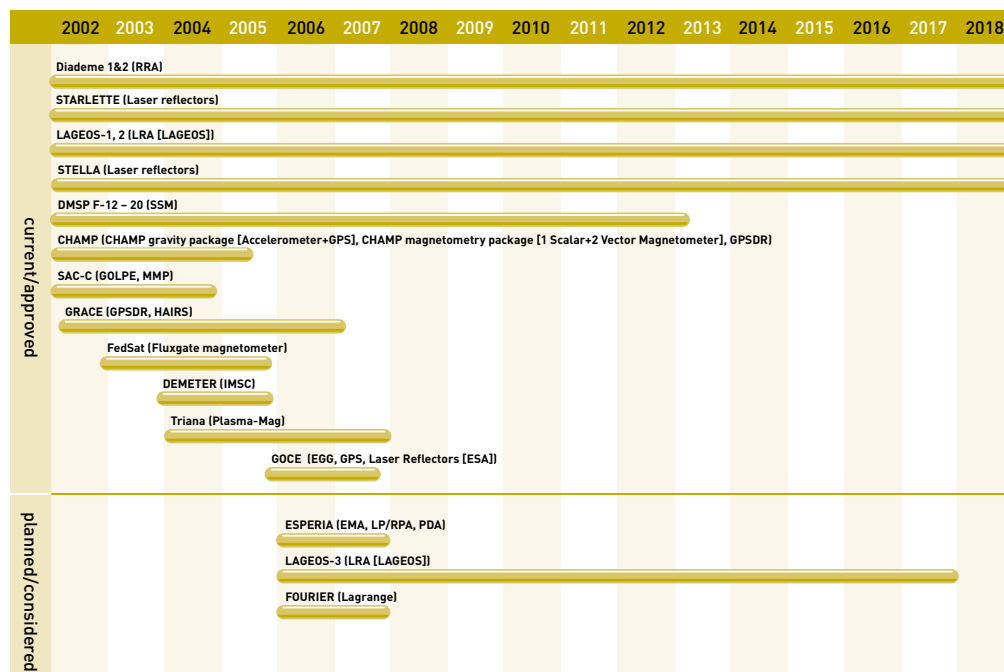 2002 2003 2004 2005 2006 2007 2008 2009 2010 2011 2012 2013 2014 2015 2016 2017 2018
current/approved
Diademe 1&2 (RRA)
STARLETTE (Laser reflectors)
LAGEOS-1, 2 (LRA [LAGEOS])
STELLA (Laser reflectors)
DMSP F-12 – 20 (SSM)
CHAMP (CHAMP gravity package [Accelerometer+GPS], CHAMP magnetometry package [1 Scalar+2 Vector Magnetometer], GPSDR)
SAC-C (GOLPE, MMP)
GRACE (GPSDR, HAIRS)
FedSat (Fluxgate magnetometer)
DEMETER (IMSC)
Triana (Plasma-Mag)
GOCE (EGG, GPS, Laser Reflectors [ESA])
planned/considered
ESPERIA (EMA, LP/RPA, PDA)
LAGEOS-3 (LRA [LAGEOS])
FOURIER (Lagrange)